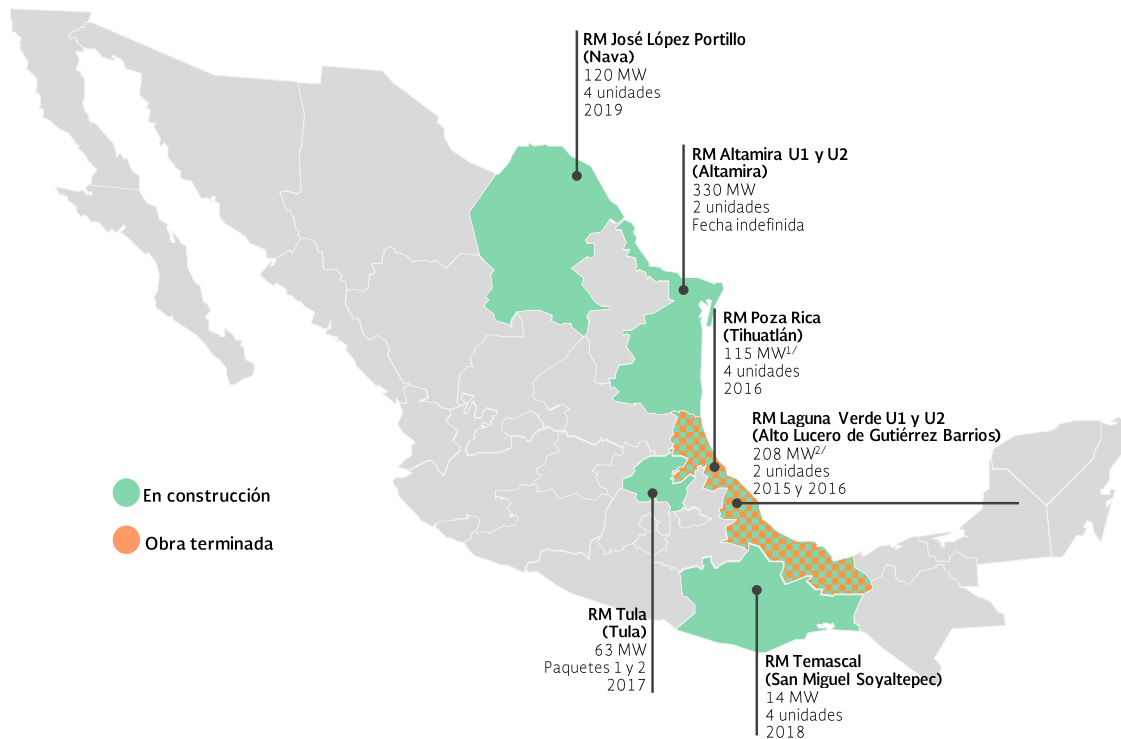 RM José López Portillo
(Nava)
120 MW
4 unidades
2019
RM Altamira U1 y U2
(Altamira)
330 MW
2 unidades
Fecha indefinida
RM Poza Rica
(Tihuatlán)
115 MW1/
4 unidades
2016
RM Laguna Verde U1 y U2
(Alto Lucero de Gutiérrez Barrios)
208 MW2/
2 unidades
2015 y 2016
En construcción
Obra terminada
RM Tula
(Tula)
63 MW
Paquetes 1 y 2
2017
RM Temascal
(San Miguel Soyaltepec)
14 MW
4 unidades
2018